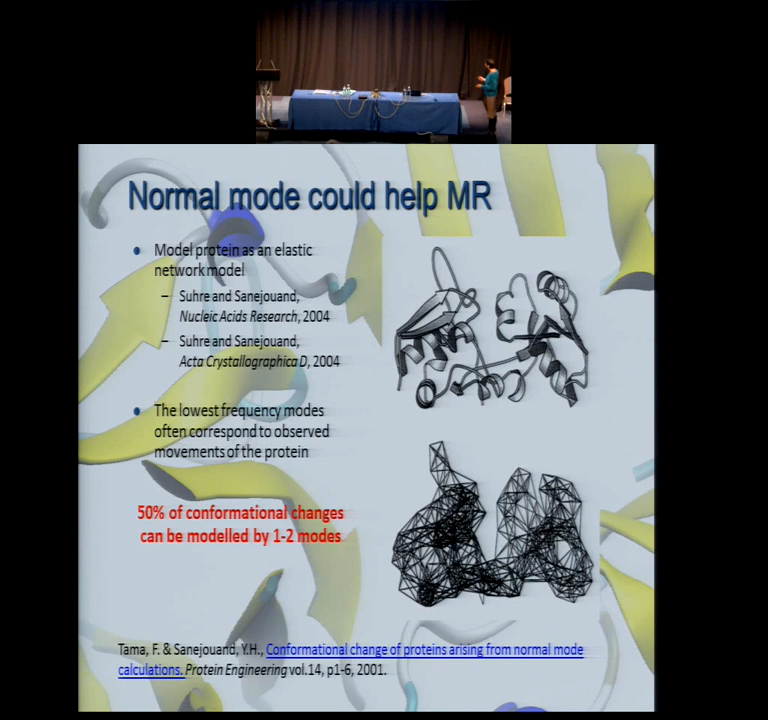 Normal mode could help MR
Model protein as an elastic
network model
– Suhre and Sanejouand,
Nucleic Acids Research, 2004
– Suhre and Sanejouand,
Acta Crystallographica D, 2004
The lowest frequency modes
often correspond to observed
movements of the protein
50% of conformational changes
can be modelled by 1-2 modes
Tama, F. & Sanejouand, Y.H., Conformational change of proteins arising from normal mode
calculations. Protein Engineering vol.14, p1-6, 2001.